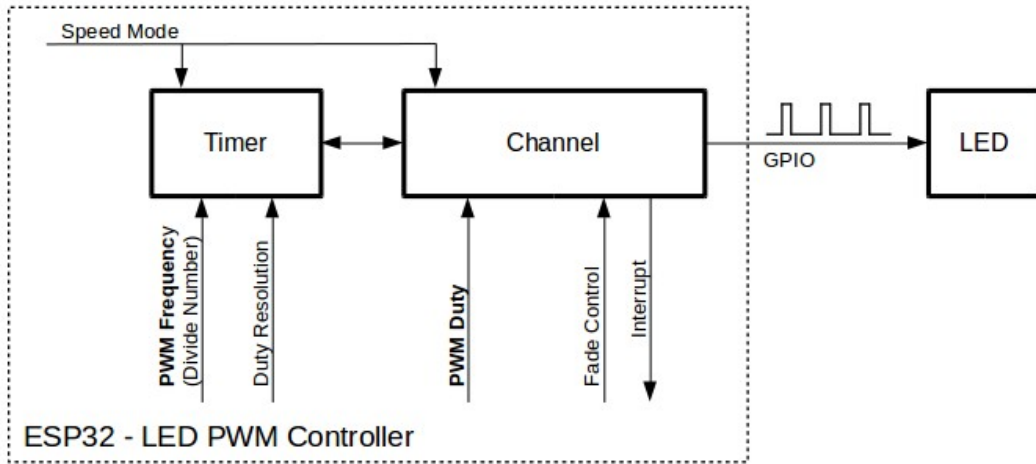 Speed Mode
Timer
Channel
GPIO
LED
PWM Frequency
(Divide Number)
Duty Resolution
PWM Duty
Fade Control
Interrupt
ESP32 - LED PWM Controller